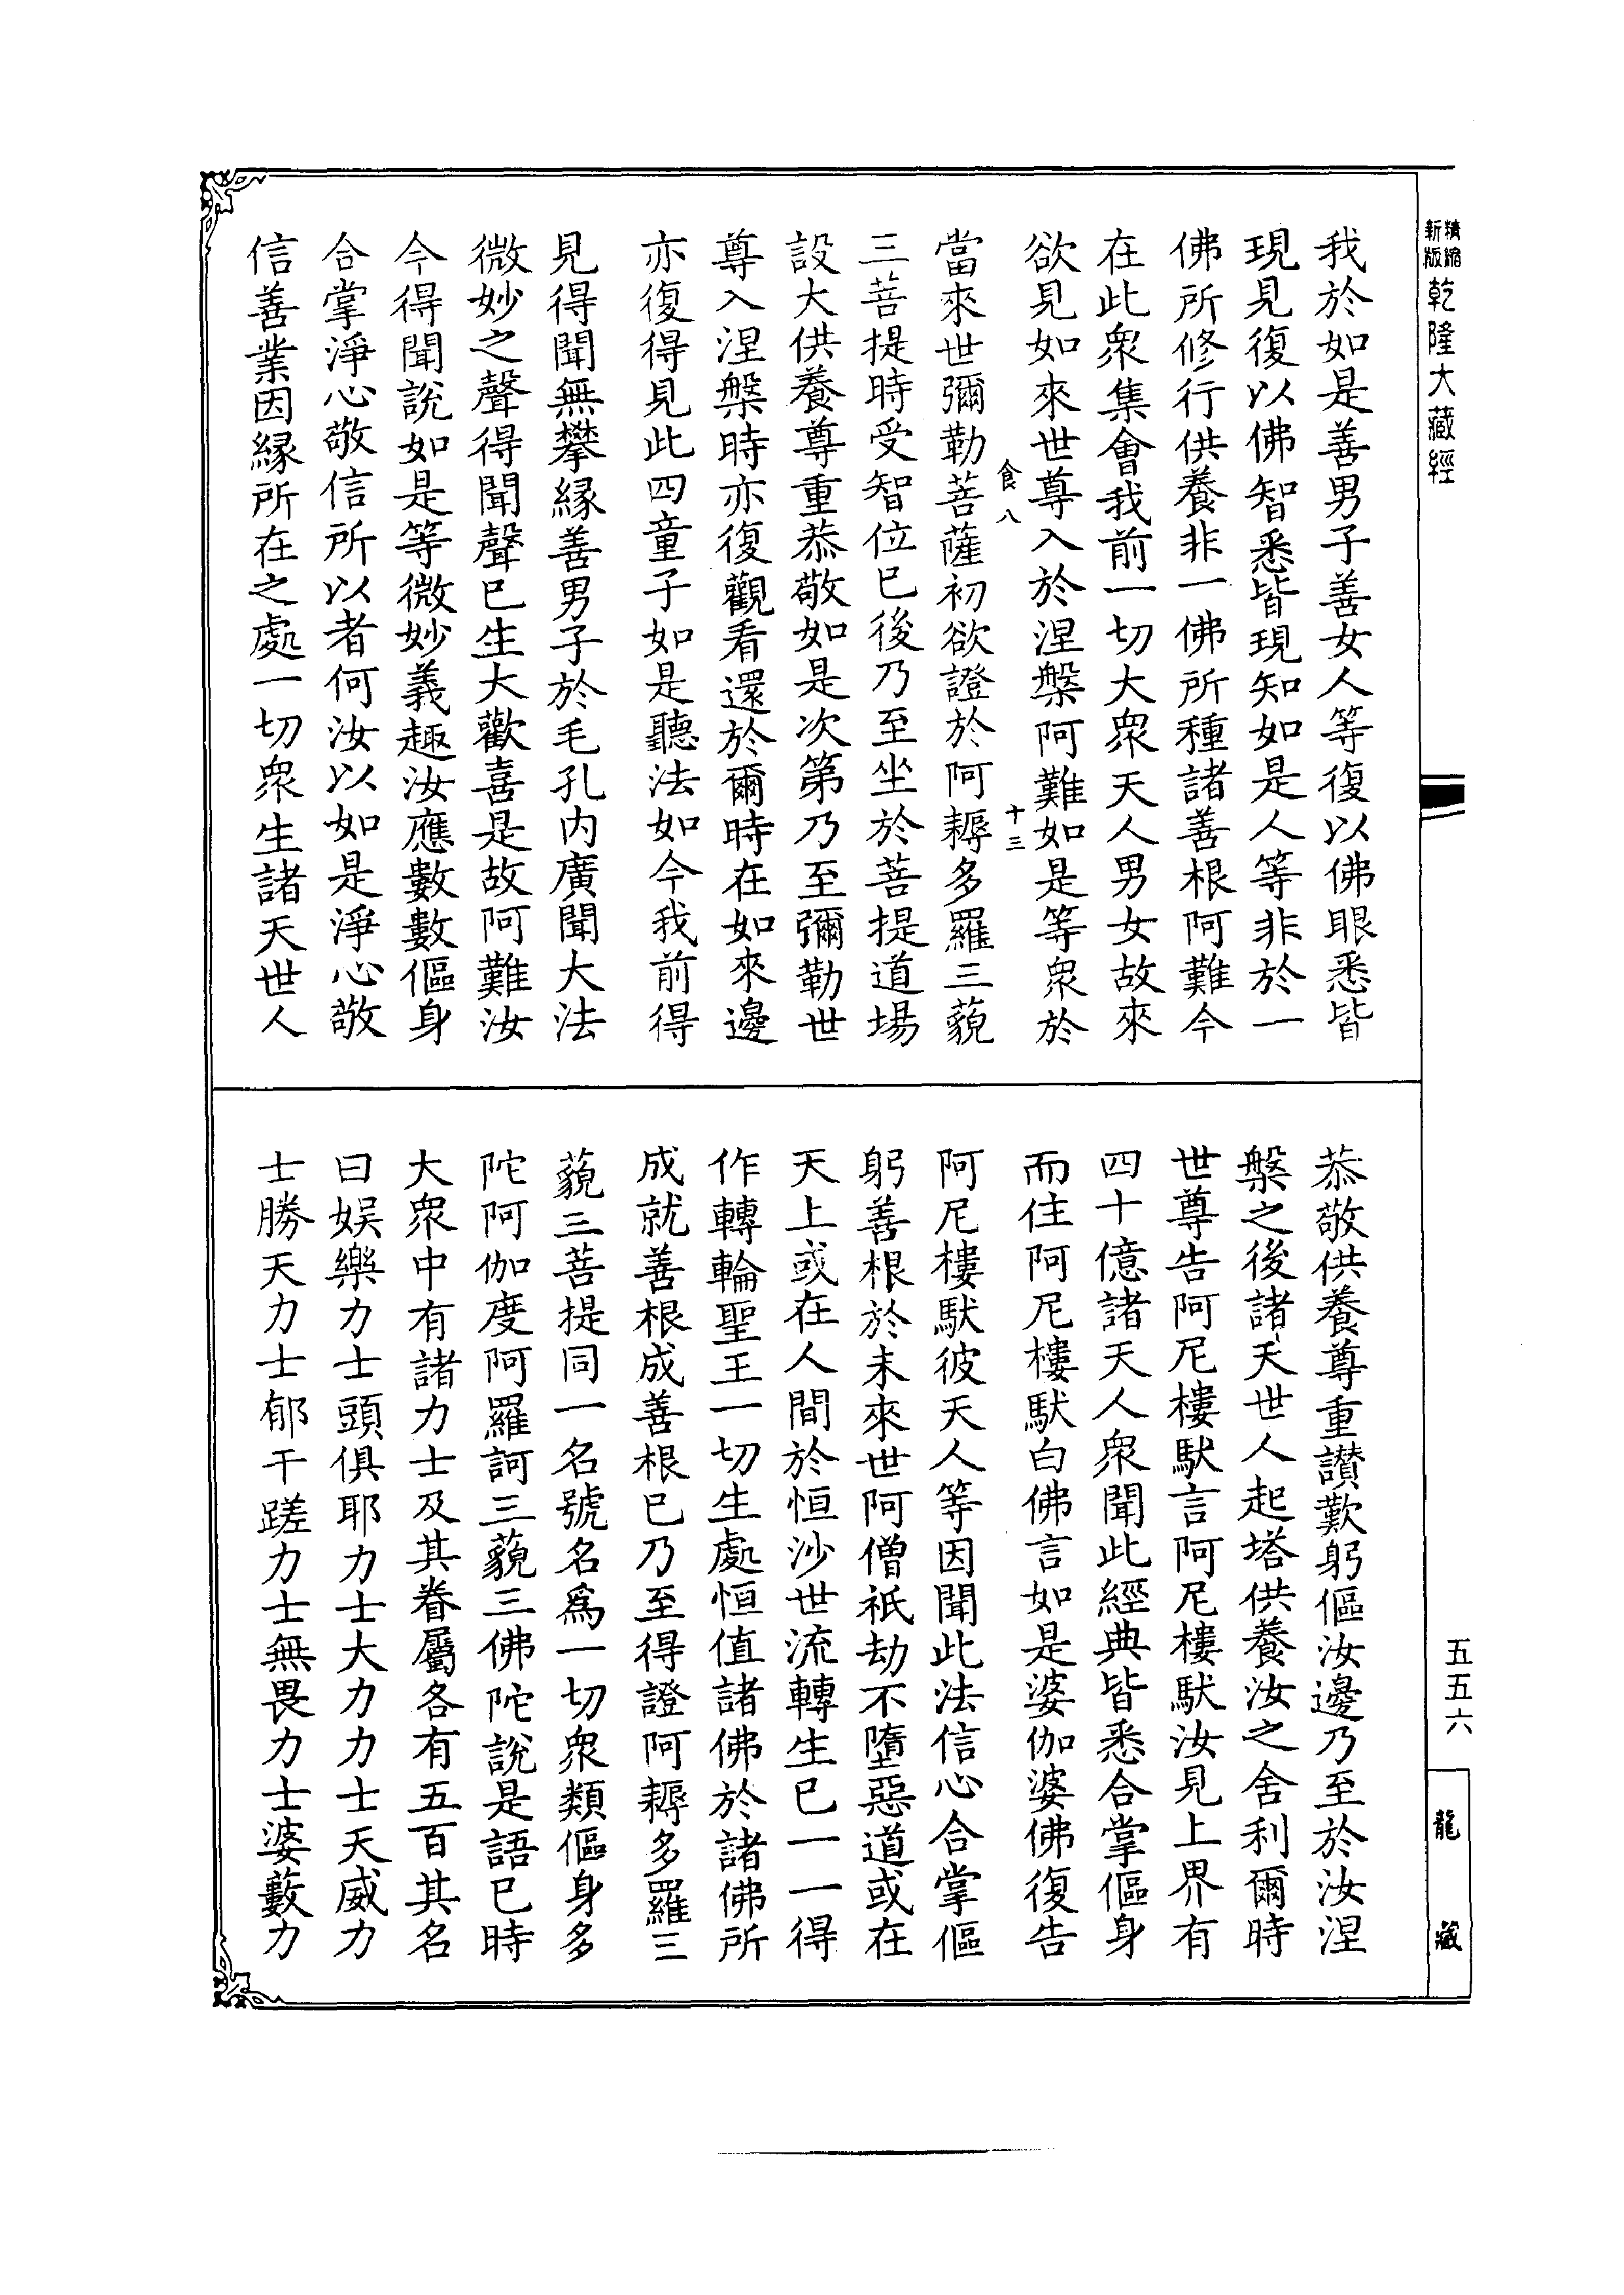 精縮
新版
乾隆大藏經
我於如是善男子善女人等復以佛眼悉皆
現見復以佛智悉皆現知如是人等非於一
佛所修行供養非一佛所種諸善根阿難今
在此衆集會我前一切大衆天人男女故來
欲見如來世尊入於涅槃阿難如是等衆於
食八　十三
當來世彌勒菩薩初欲證於阿耨多羅三藐
三菩提時受智位已後乃至坐於菩提道場
設大供養尊重恭敬如是次第乃至彌勒世
尊入涅槃時亦復觀看還於爾時在如來邊
亦復得見此四童子如是聽法如今我前得
見得聞無攀緣善男子於毛孔内廣聞大法
微妙之聲得聞聲已生大歡喜是故阿難汝
今得聞說如是等微妙義趣汝應數數傴身
合掌淨心敬信所以者何汝以如是淨心敬
信善業因緣所在之處一切衆生諸天世人
恭敬供養尊重讚歎躬傴汝邊乃至於汝涅
槃之後諸天世人起塔供養汝之舍利爾時
世尊告阿尼樓馱言阿尼樓馱汝見上界有
四十億諸天人衆聞此經典皆悉合掌傴身
而住阿尼樓馱白佛言如是婆伽婆佛復告
阿尼樓馱彼天人等因聞此法信心合掌傴
躬善根於未來世阿僧祇劫不墮惡道或在
天上或在人間於恒沙世流轉生已一一得
作轉輪聖王一切生處恒值諸佛於諸佛所
成就善根成善根已乃至得證阿耨多羅三
藐三菩提同一名號名爲一切衆類傴身多
陀阿伽度阿羅訶三藐三佛陀說是語已時
大衆中有諸力士及其眷屬各有五百其名
曰娛樂力士頭俱耶力士大力力士天威力
士勝天力士郁干蹉力士無畏力士婆藪力
五五六
龍藏